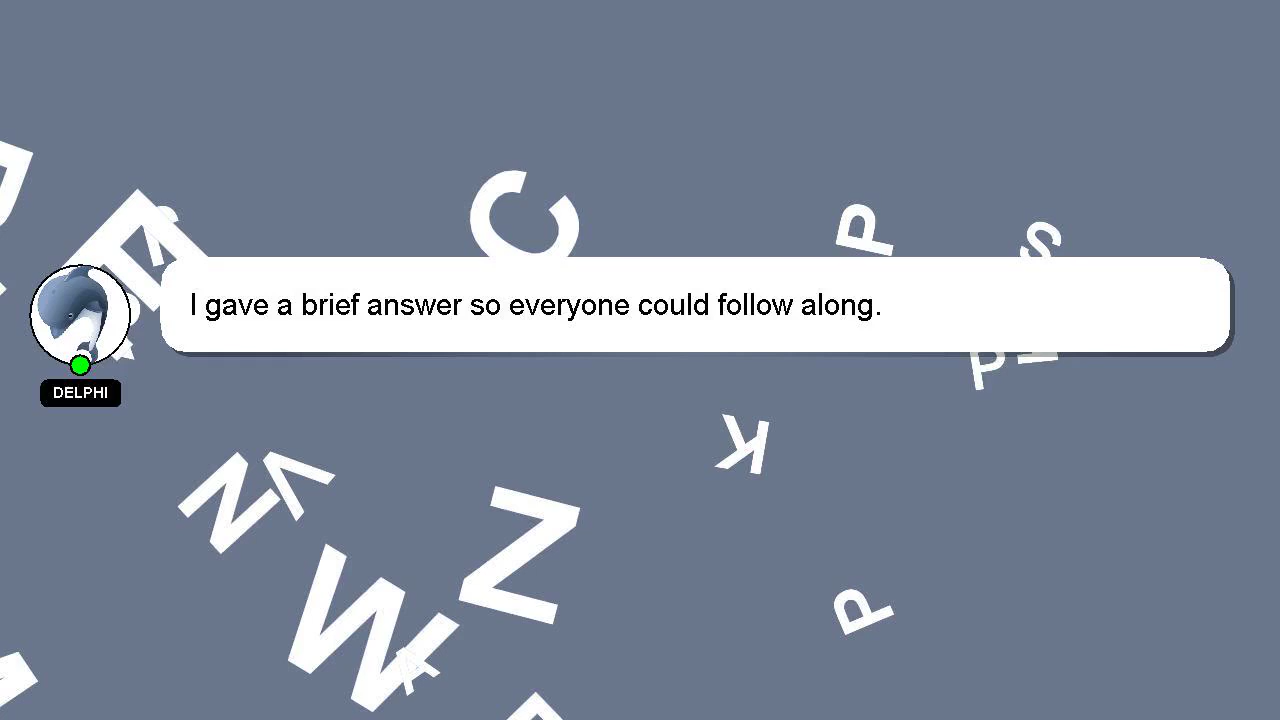 C
P
S
E
I gave a brief answer so everyone could follow along.
DELPHI
P
K
N
V
Z
W
A
P